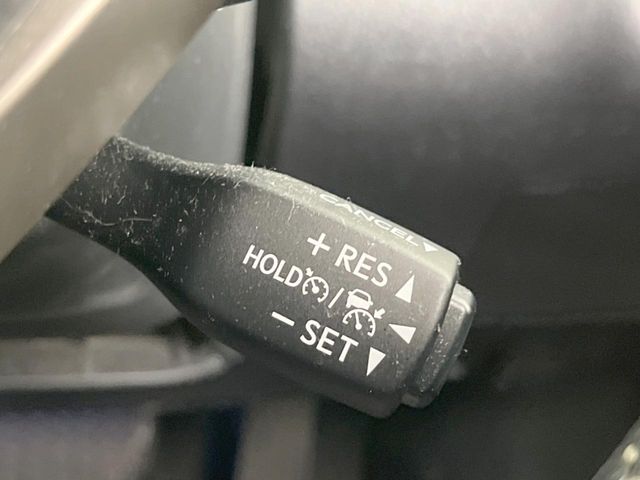 CANCEL
+ RES
HOLD /
− SET